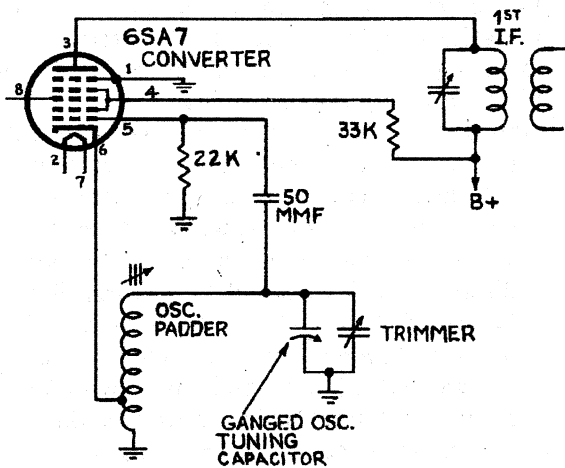 1ST
I.F.
6SA7
CONVERTER
3
1
8
4
5
6
2
7
33K
22K
50
MMF
B+
OSC.
PADDER
TRIMMER
GANGED OSC.
TUNING
CAPACITOR